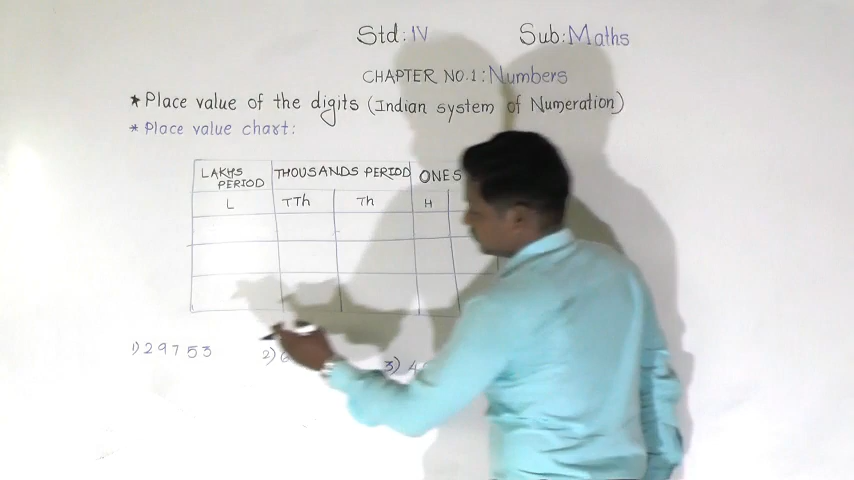 Std: IV Sub: Maths
CHAPTER NO.1: Numbers
* Place value of the digits (Indian system of Numeration)
* Place value chart:
LAKHS PERIOD THOUSANDS PERIOD ONES
L TTh Th H
1) 29753 2) 3) 4